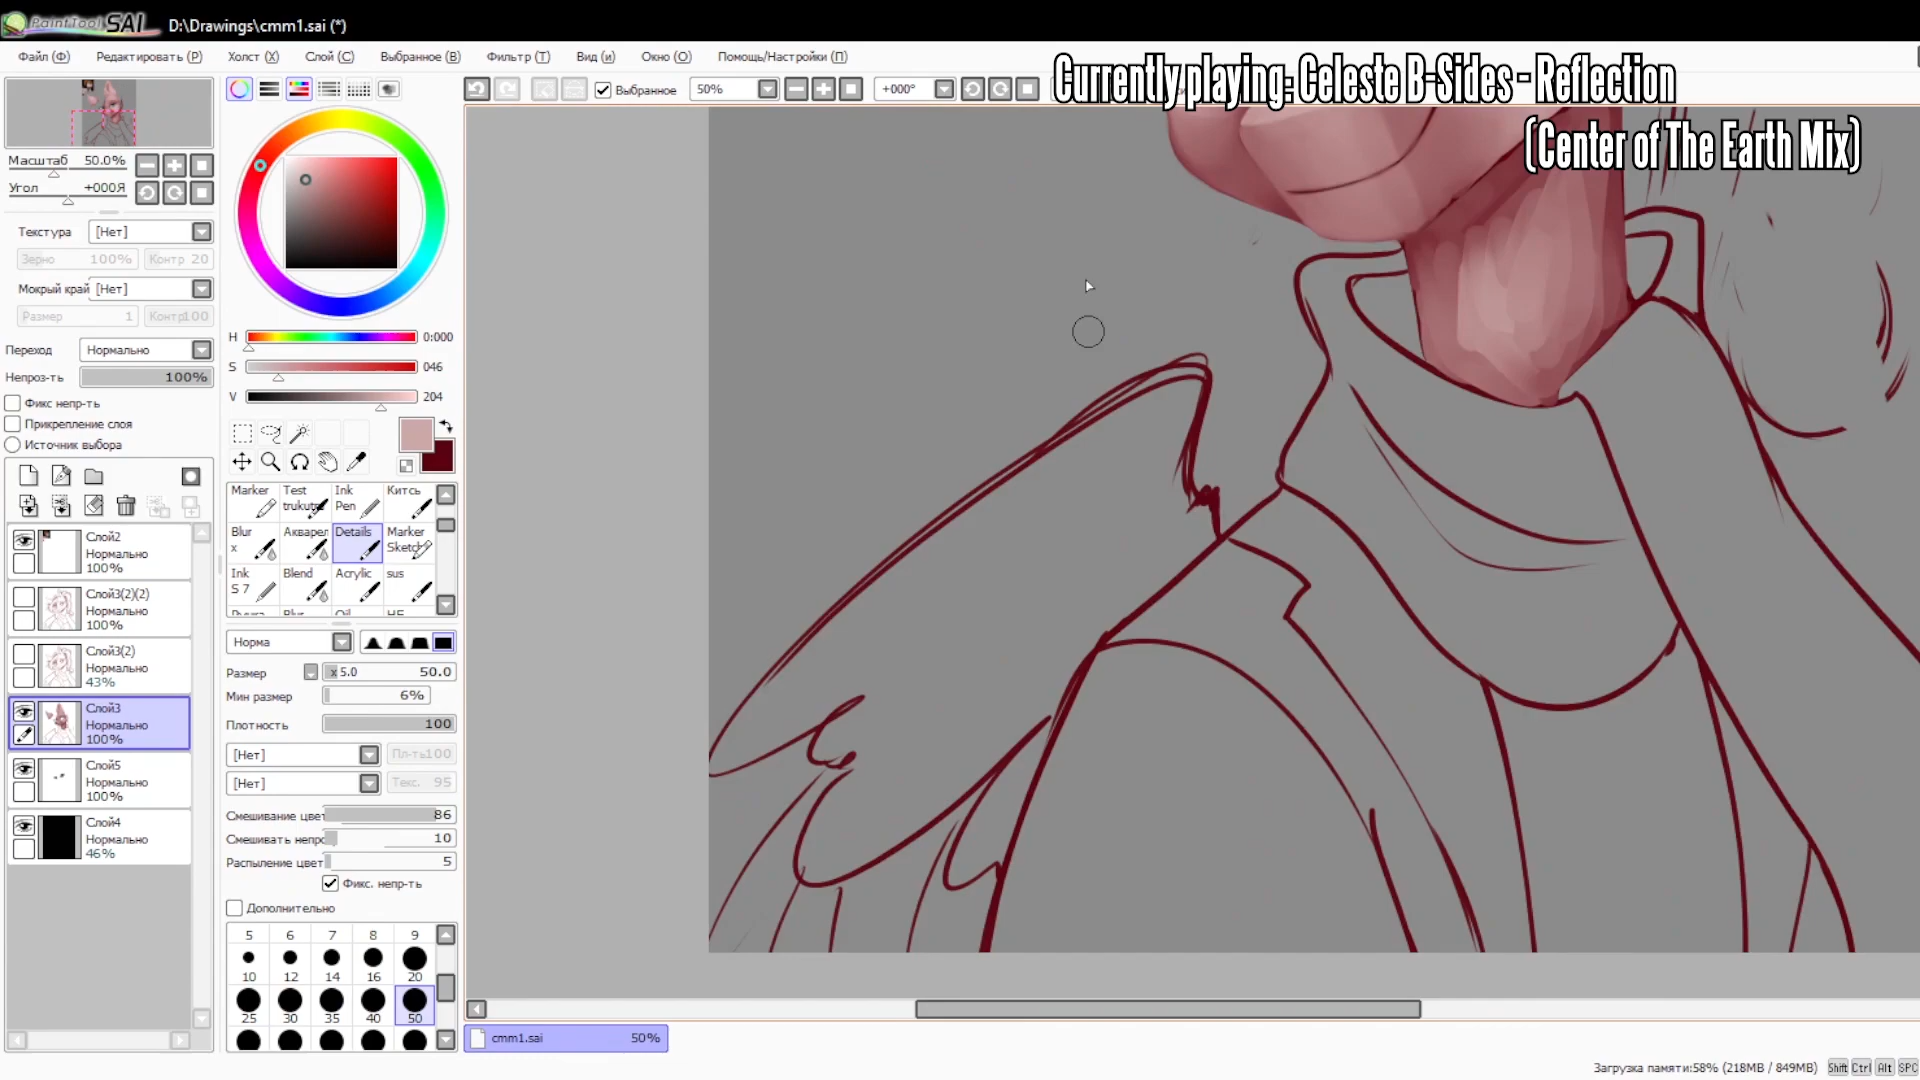 PaintTool SAI D:\Drawings\cmm1.sai (*)
Файл (Ф) Редактировать (Р) Холст (Х) Слой (С) Выбранное (В) Фильтр (Т) Вид (и) Окно (О) Помощь/Настройки (П)
Currently playing: Celeste B-Sides - Reflection
(Center of The Earth Mix)
Выбранное 50% +000°
Масштаб 50.0%
Угол +000Я
Текстура [Нет]
Зерно 100% Контр 20
Мокрый край [Нет]
Размер 1 Контр 100
Переход Нормально
Непроз-ть 100%
Фикс непр-ть
Прикрепление слоя
Источник выбора
Слой2
Нормально
100%
Слой3(2)(2)
Нормально
100%
Слой3(2)
Нормально
43%
Слой3
Нормально
100%
Слой5
Нормально
100%
Слой4
Нормально
46%
H 0:000
S 046
V 204
Marker Test Ink Китсь
Pen
Blur Акварел Details Marker
x Sketch
Ink Blend Acrylic sus
S 7
Норма
Размер x 5.0 50.0
Мин размер 6%
Плотность 100
[Нет] Пл-ть100
[Нет] Текс. 95
Смешивание цвет 86
Смешивать непро 10
Распыление цвет 5
Фикс. непр-ть
Дополнительно
5 6 7 8 9
10 12 14 16 20
25 30 35 40 50
cmm1.sai 50%
Загрузка памяти:58% (218MB / 849MB) Shift Ctrl Alt SPC